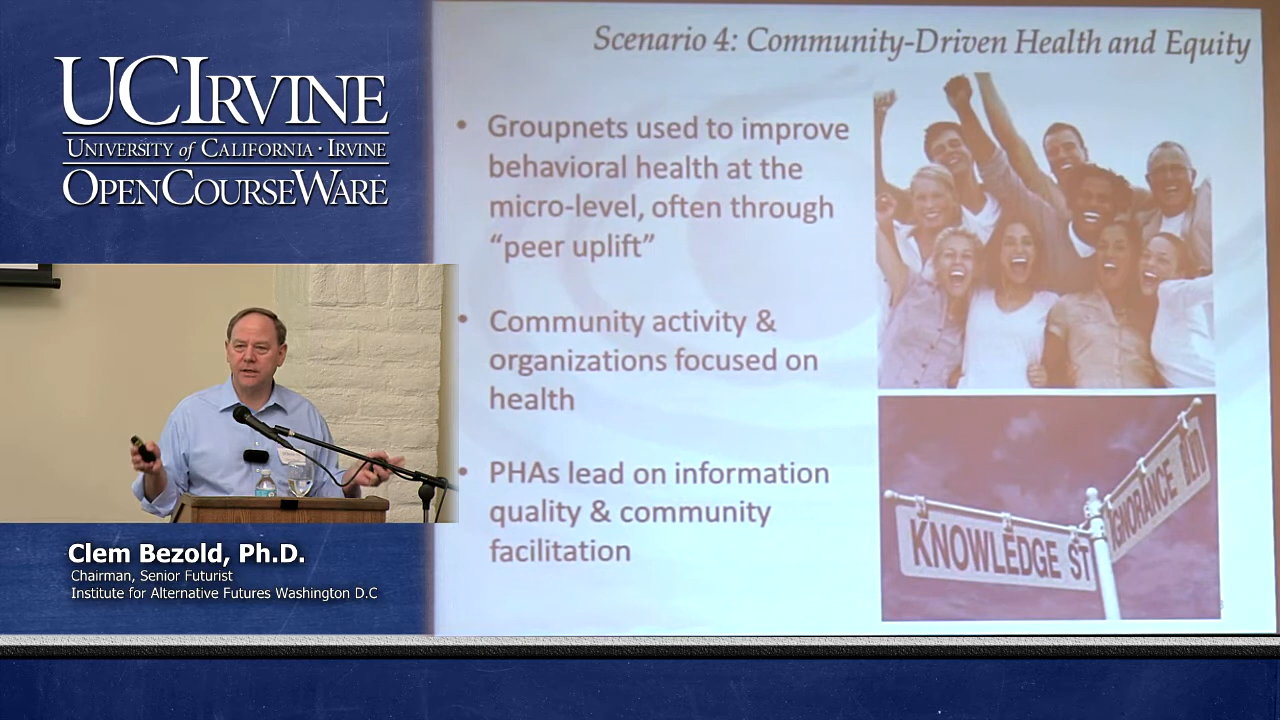 UCIRVINE
UNIVERSITY of CALIFORNIA · IRVINE
OPENCOURSEWARE
Scenario 4: Community-Driven Health and Equity
• Groupnets used to improve
behavioral health at the
micro-level, often through
“peer uplift”
• Community activity &
organizations focused on
health
• PHAs lead on information
quality & community
facilitation
KNOWLEDGE ST
IGNORANCE BLVD
Clem Bezold, Ph.D.
Chairman, Senior Futurist
Institute for Alternative Futures Washington D.C